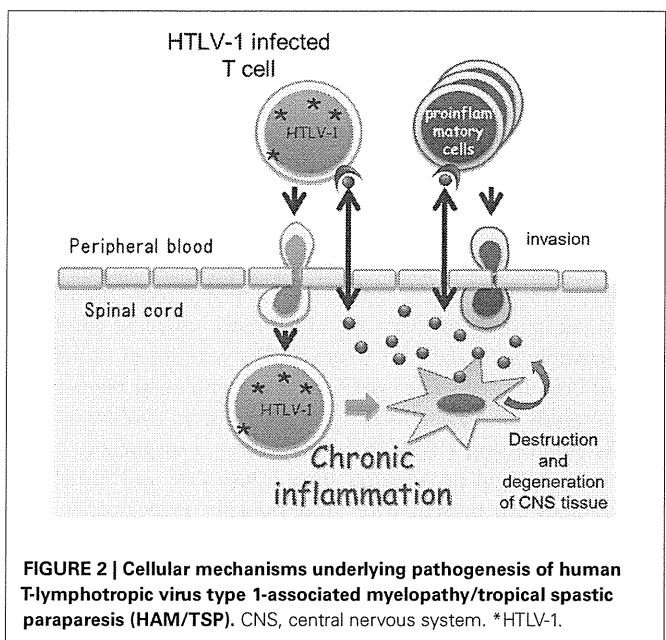 HTLV-1 infected
T cell
HTLV-1
proinflam
matory
cells
Peripheral blood
invasion
Spinal cord
HTLV-1
Chronic
inflammation
Destruction
and
degeneration
of CNS tissue
FIGURE 2 | Cellular mechanisms underlying pathogenesis of human
T-lymphotropic virus type 1-associated myelopathy/tropical spastic
paraparesis (HAM/TSP). CNS, central nervous system. *HTLV-1.